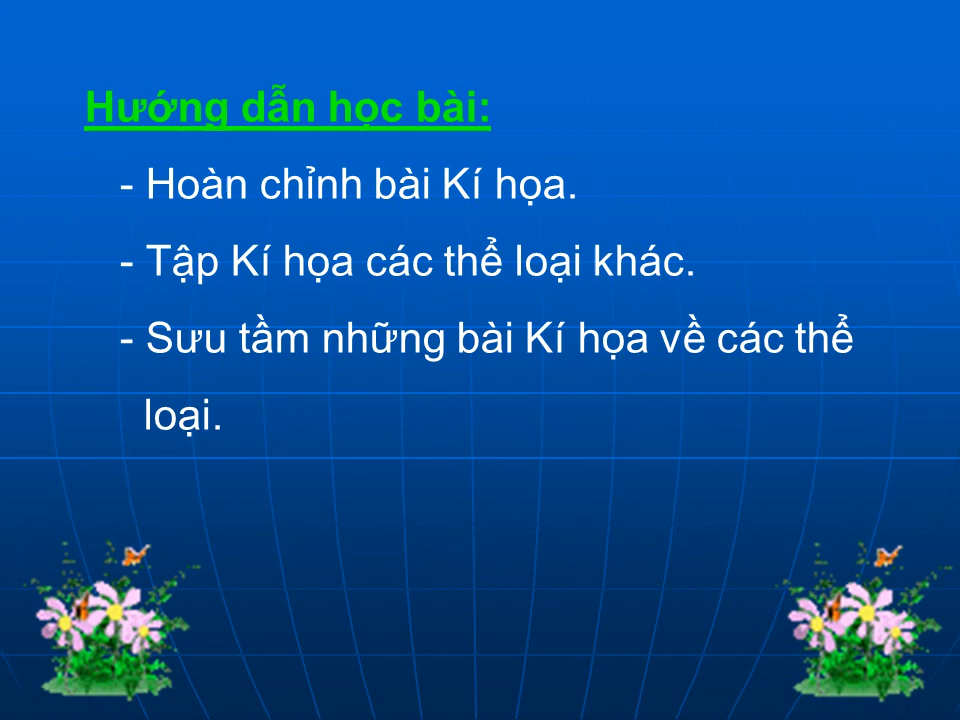 Hướng dẫn học bài:
- Hoàn chỉnh bài Kí họa.
- Tập Kí họa các thể loại khác.
- Sưu tầm những bài Kí họa về các thể
loại.